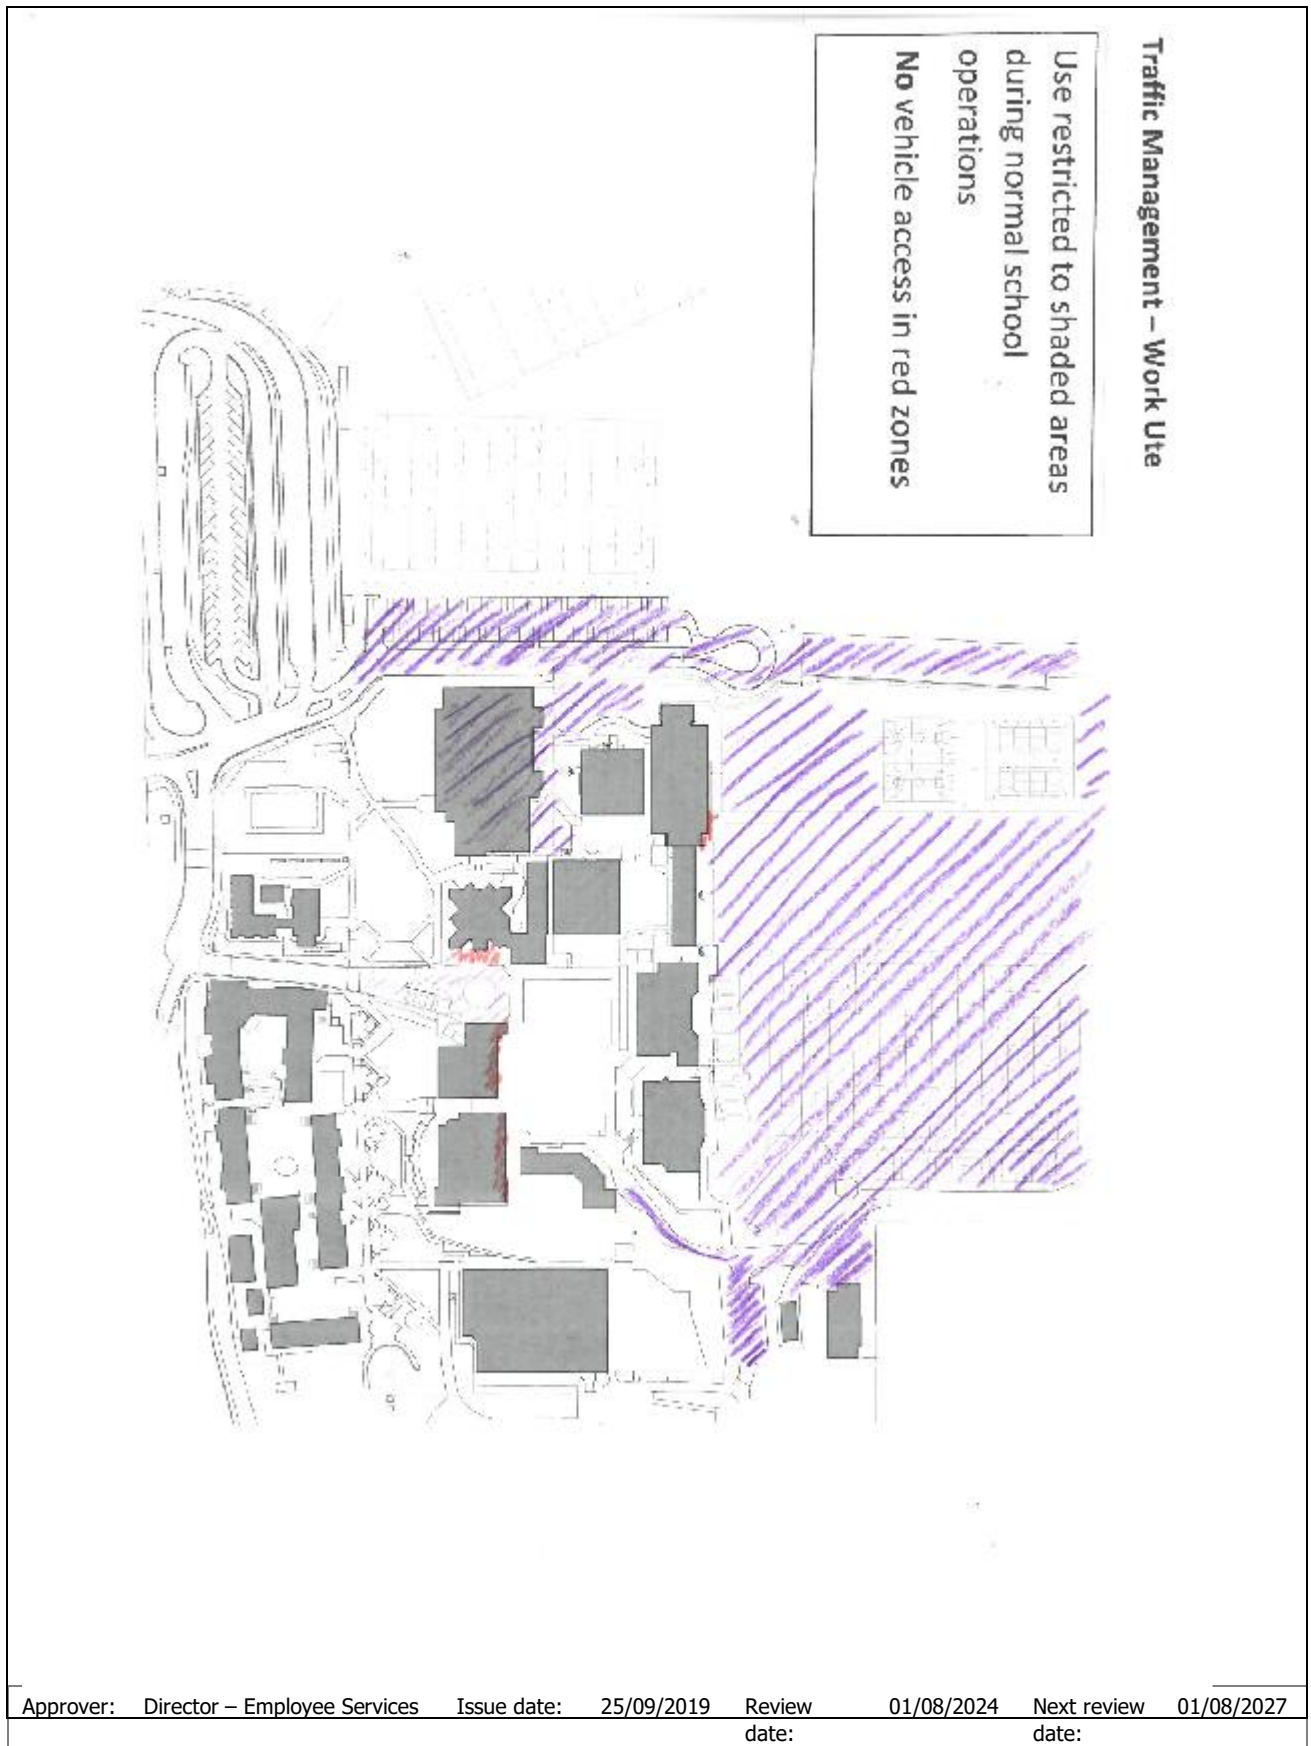 Traffic Management – Work Ute
Use restricted to shaded areas
during normal school
operations
No vehicle access in red zones
Approver: Director – Employee Services Issue date: 25/09/2019 Review date: 01/08/2024 Next review date: 01/08/2027